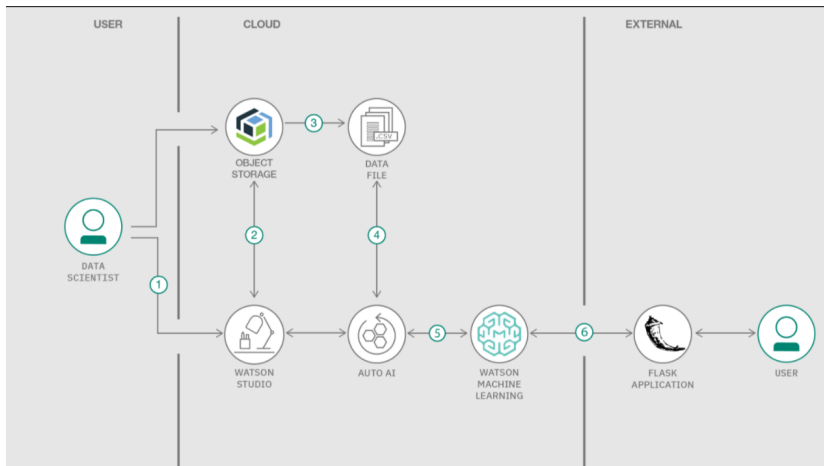 USER
CLOUD
EXTERNAL
OBJECT
STORAGE
3
.CSV
DATA
FILE
2
4
DATA
SCIENTIST
1
WATSON
STUDIO
AUTO AI
5
WATSON
MACHINE
LEARNING
6
FLASK
APPLICATION
USER